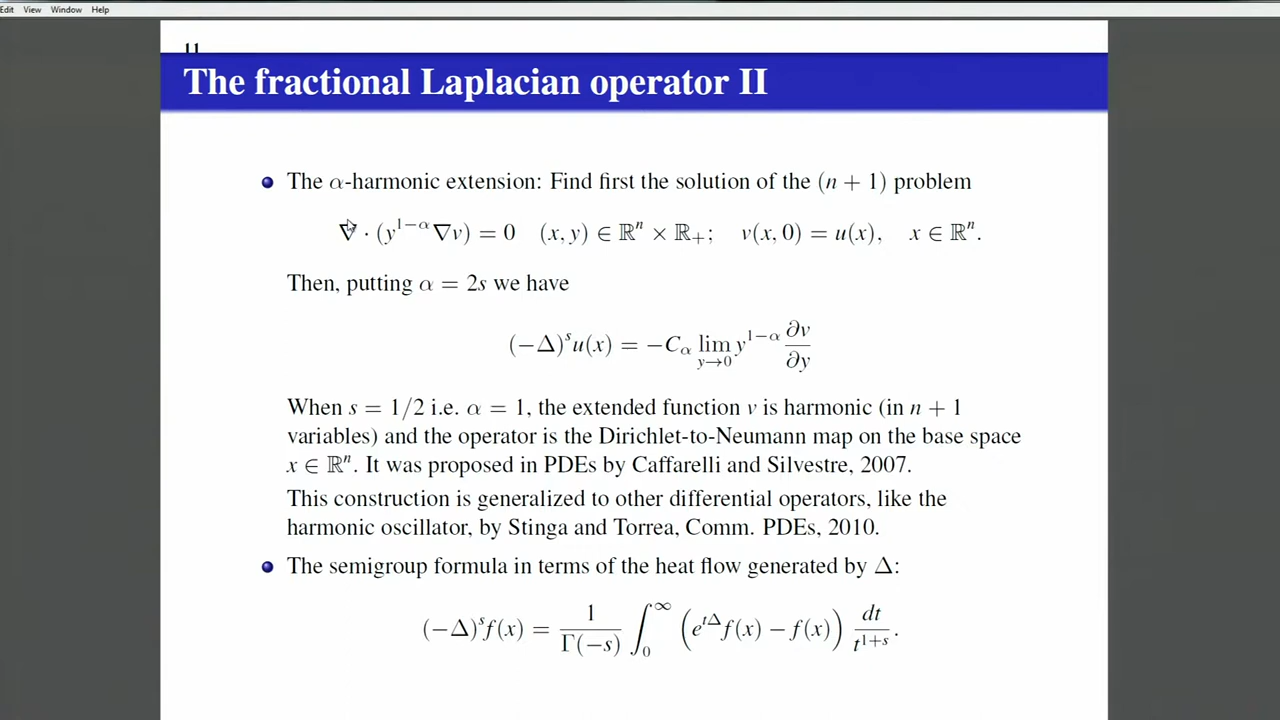 Edit View Window Help
11
The fractional Laplacian operator II
The α-harmonic extension: Find first the solution of the (n + 1) problem
∇ · (y^{1−α}∇v) = 0 (x, y) ∈ ℝⁿ × ℝ₊; v(x, 0) = u(x), x ∈ ℝⁿ.
Then, putting α = 2s we have
(−Δ)^s u(x) = −C_α lim_{y→0} y^{1−α} ∂v/∂y
When s = 1/2 i.e. α = 1, the extended function v is harmonic (in n + 1
variables) and the operator is the Dirichlet-to-Neumann map on the base space
x ∈ ℝⁿ. It was proposed in PDEs by Caffarelli and Silvestre, 2007.
This construction is generalized to other differential operators, like the
harmonic oscillator, by Stinga and Torrea, Comm. PDEs, 2010.
The semigroup formula in terms of the heat flow generated by Δ:
(−Δ)^s f(x) = 1/Γ(−s) ∫_0^∞ (e^{tΔ} f(x) − f(x)) dt/t^{1+s}.